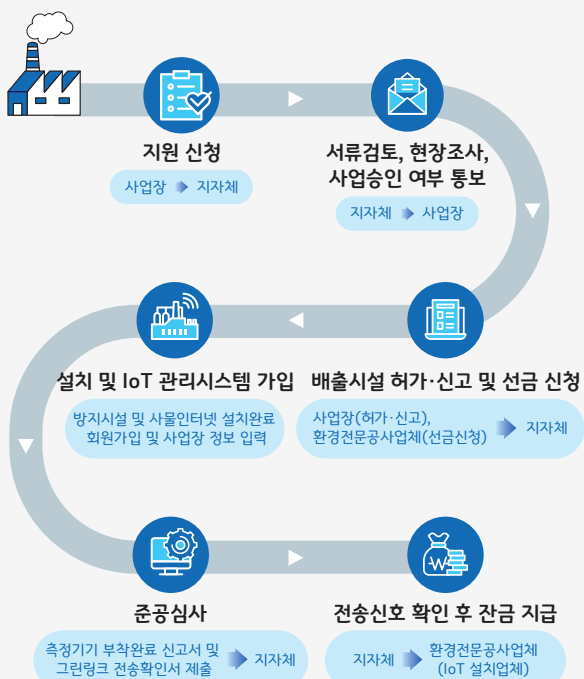 지원 신청
사업장 지자체
서류검토, 현장조사,
사업승인 여부 통보
지자체 사업장
배출시설 허가·신고 및 선금 신청
사업장(허가·신고),
환경전문공사업체(선금신청) 지자체
설치 및 IoT 관리시스템 가입
방지시설 및 사물인터넷 설치완료
회원가입 및 사업장 정보 입력
준공심사
측정기기 부착완료 신고서 및
그린링크 전송확인서 제출 지자체
전송신호 확인 후 잔금 지급
지자체 환경전문공사업체
(IoT 설치업체)